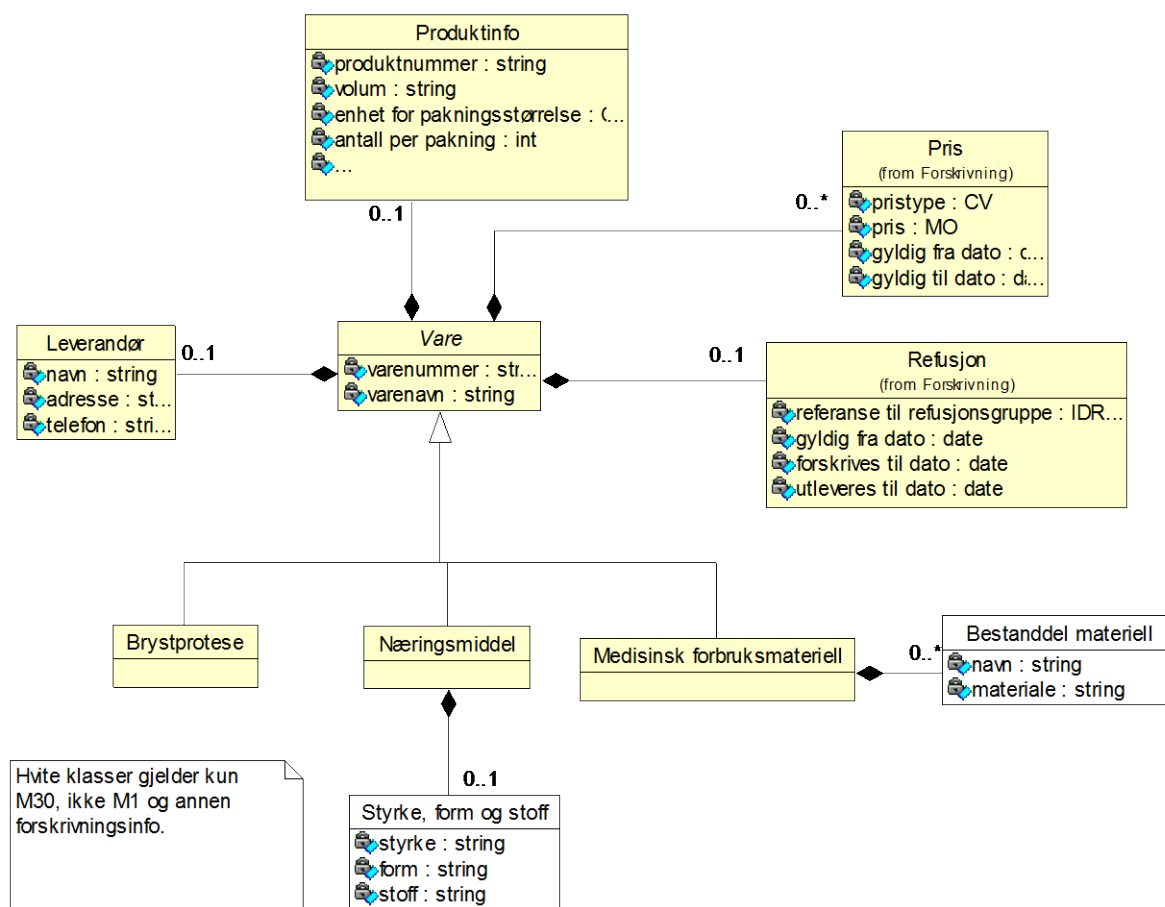 Produktinfo
produktnummer : string
volum : string
enhet for pakningsstørrelse : C...
antall per pakning : int
...
0..1
Pris
(from Forskrivning)
pristype : CV
pris : MO
gyldig fra dato : d...
gyldig til dato : da...
0..*
Leverandør
navn : string
adresse : st...
telefon : stri...
0..1
Vare
varenummer : str...
varenavn : string
0..1
Refusjon
(from Forskrivning)
referanse til refusjonsgruppe : IDR...
gyldig fra dato : date
forskrives til dato : date
utleveres til dato : date
Brystprotese
Næringsmiddel
Medisinsk forbruksmateriell
0..*
Bestanddel materiell
navn : string
materiale : string
Hvite klasser gjelder kun
M30, ikke M1 og annen
forskrivningsinfo.
0..1
Styrke, form og stoff
styrke : string
form : string
stoff : string